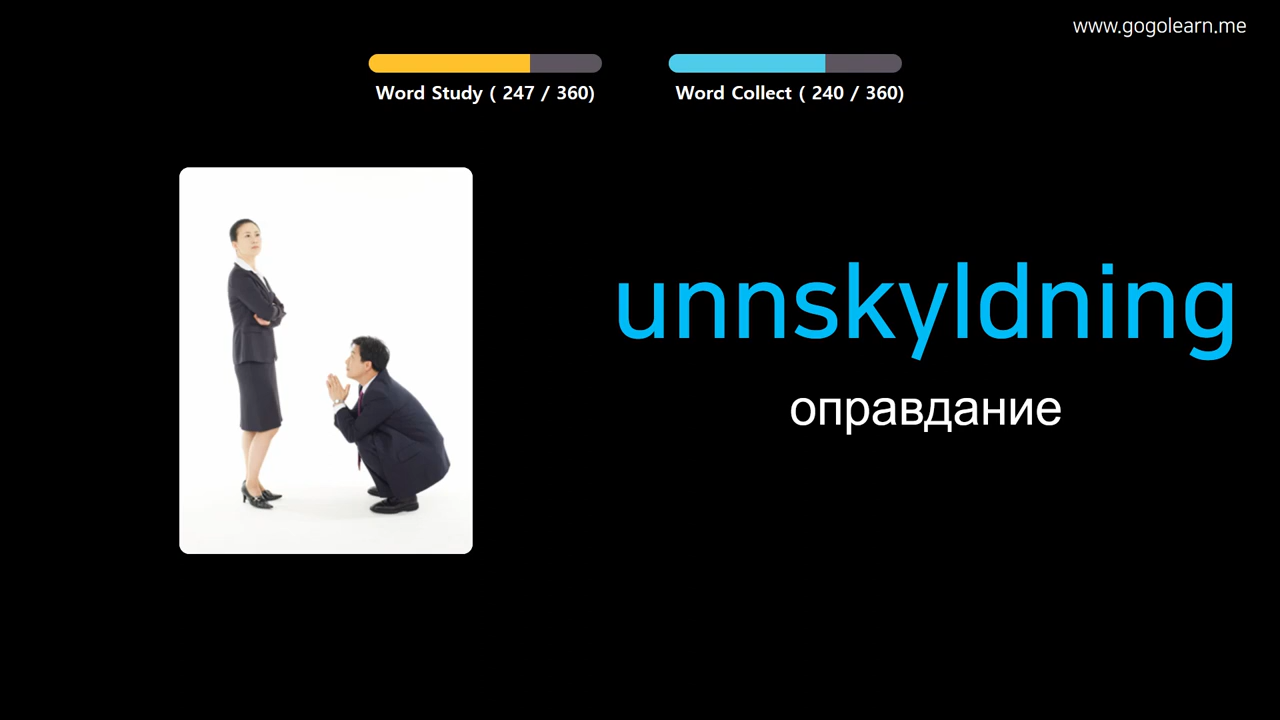 www.gogolearn.me
Word Study ( 247 / 360)
Word Collect ( 240 / 360)
unnskyldning
оправдание